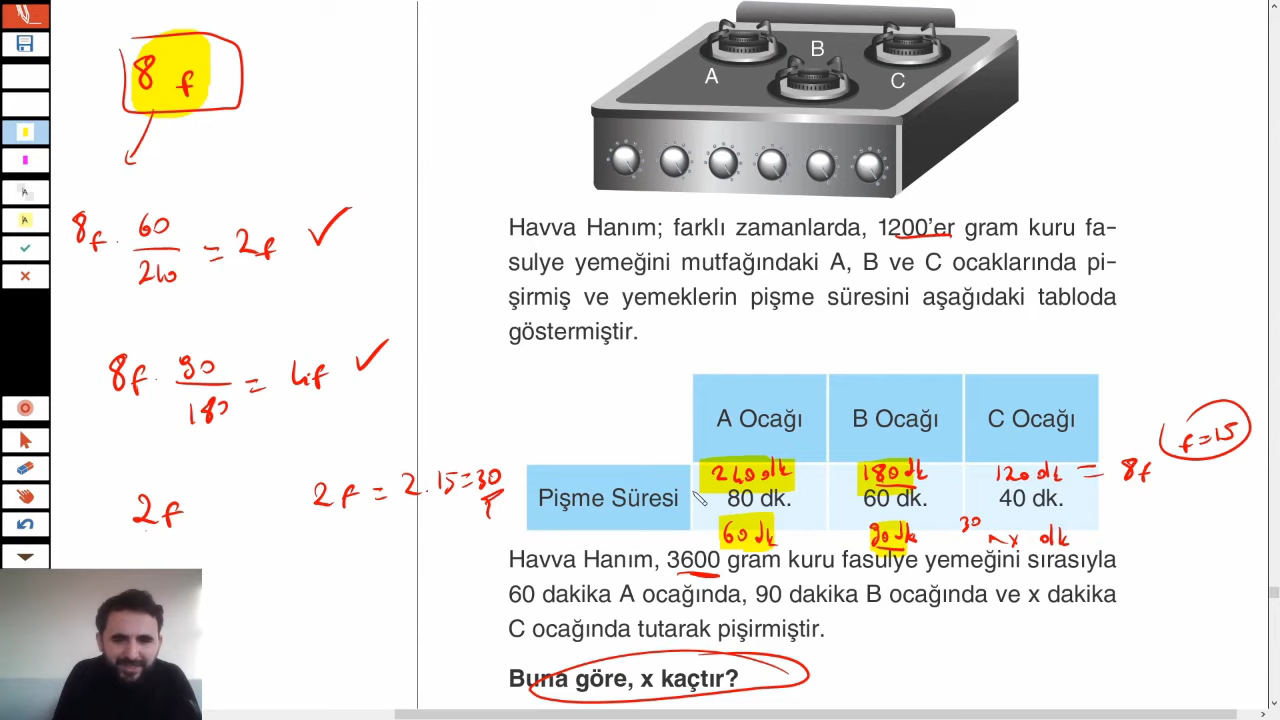 8 f
8f · 60/240 = 2f ✓
8f · 90/180 = 4f ✓
2f
2f = 2.15 = 30
A
B
C
Havva Hanım; farklı zamanlarda, 1200'er gram kuru fa-
sulye yemeğini mutfağındaki A, B ve C ocaklarında pi-
şirmiş ve yemeklerin pişme süresini aşağıdaki tabloda
göstermiştir.
A Ocağı B Ocağı C Ocağı
f=15
240 dk 180 dk 120 dk = 8f
Pişme Süresi 80 dk. 60 dk. 40 dk.
60 dk 90 dk 30 x dk
Havva Hanım, 3600 gram kuru fasulye yemeğini sırasıyla
60 dakika A ocağında, 90 dakika B ocağında ve x dakika
C ocağında tutarak pişirmiştir.
Buna göre, x kaçtır?